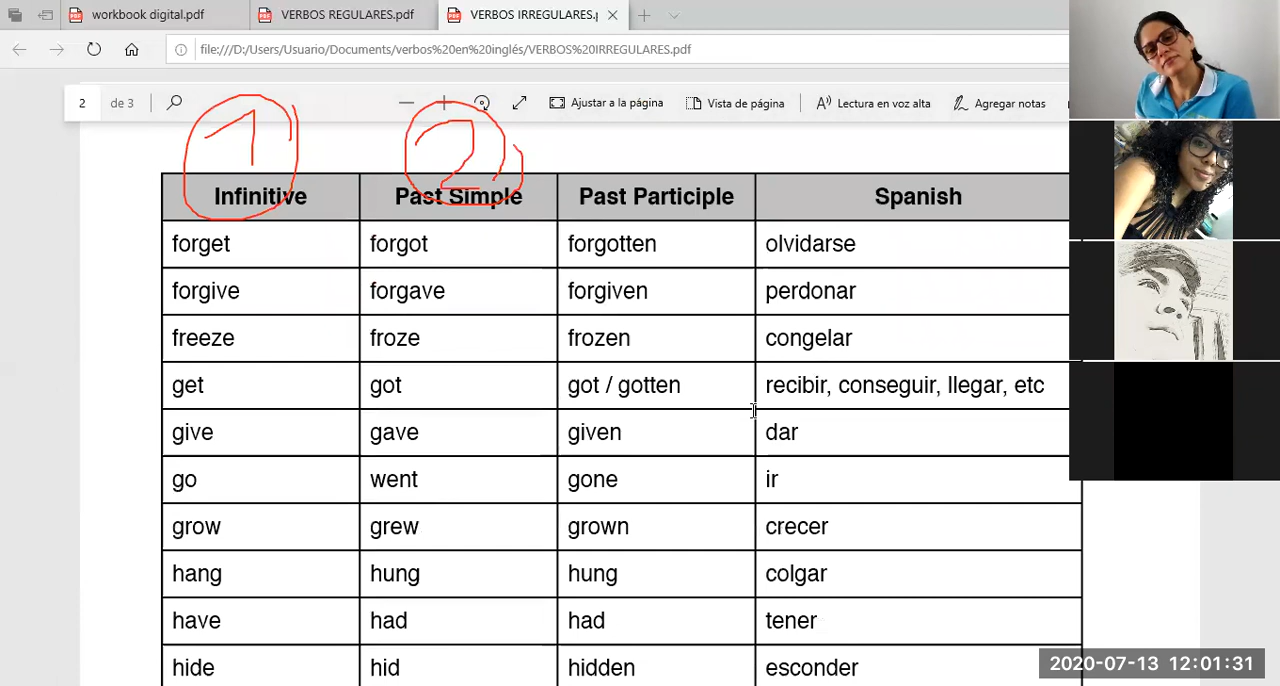 workbook digital.pdf VERBOS REGULARES.pdf VERBOS IRREGULARES.p
file:///D:/Users/Usuario/Documents/verbos%20en%20inglés/VERBOS%20IRREGULARES.pdf
2 de 3 Ajustar a la página Vista de página Lectura en voz alta Agregar notas
1 2
Infinitive Past Simple Past Participle Spanish
forget forgot forgotten olvidarse
forgive forgave forgiven perdonar
freeze froze frozen congelar
get got got / gotten recibir, conseguir, llegar, etc
give gave given dar
go went gone ir
grow grew grown crecer
hang hung hung colgar
have had had tener
hide hid hidden esconder
2020-07-13 12:01:31